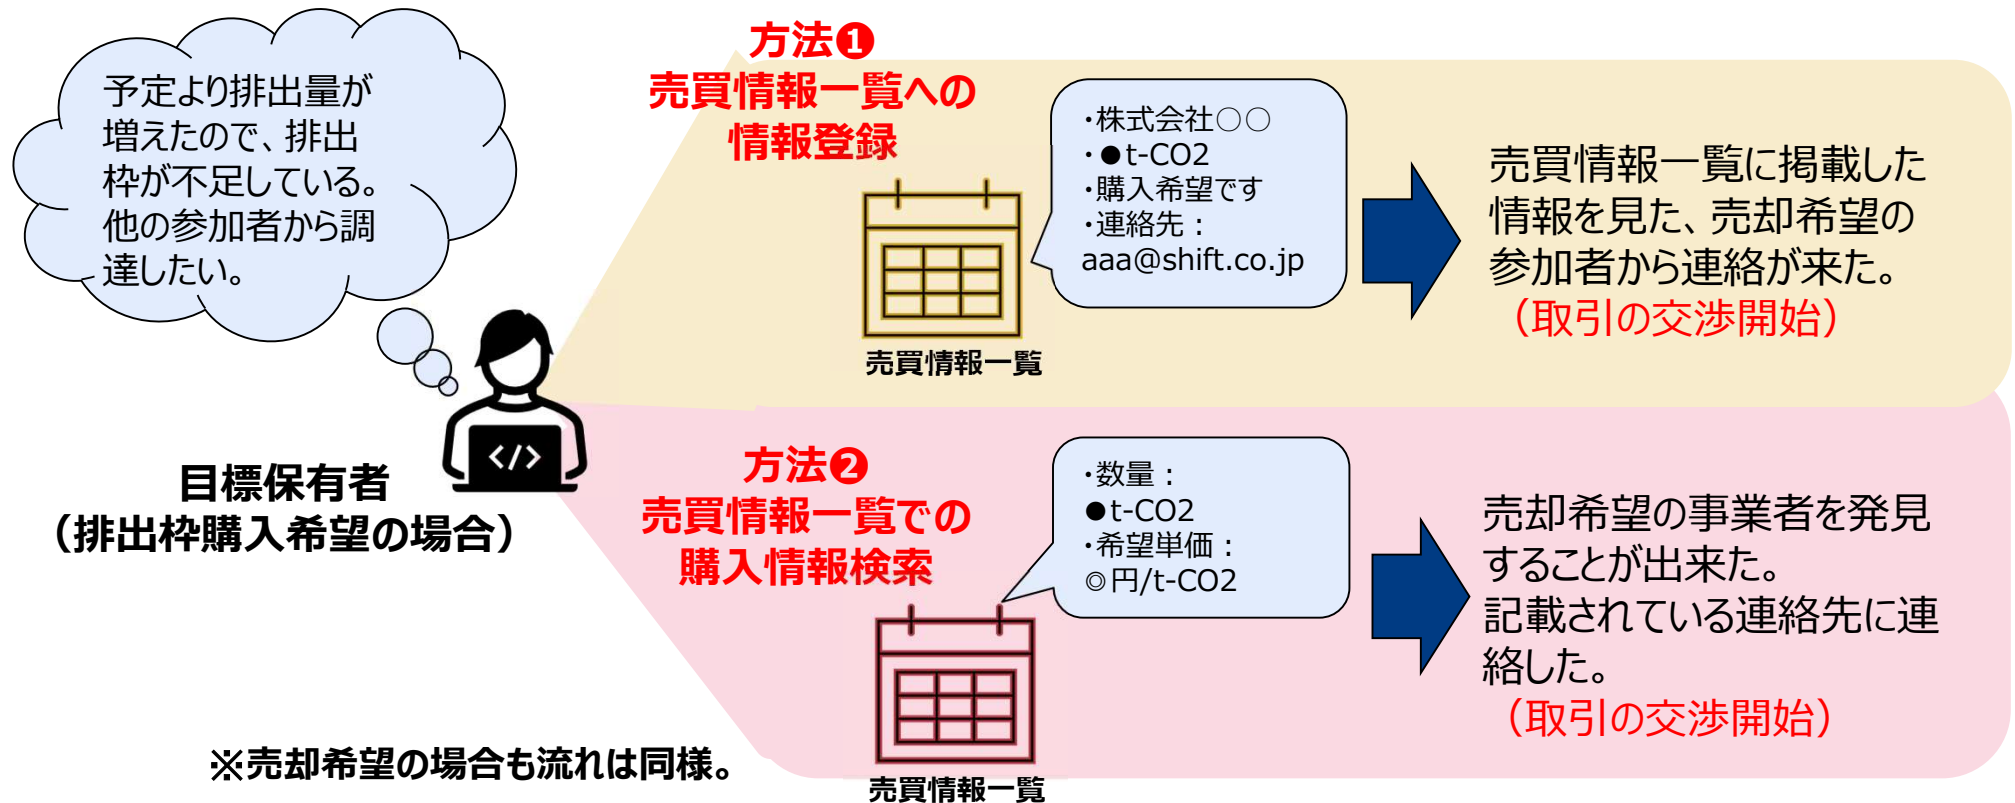 予定より排出量が
増えたので、排出
枠が不足している。
他の参加者から調
達したい。
目標保有者
（排出枠購入希望の場合）
</>
方法❶
売買情報一覧への
情報登録
・株式会社○○
・●t-CO2
・購入希望です
・連絡先：
aaa@shift.co.jp
売買情報一覧
売買情報一覧に掲載した
情報を見た、売却希望の
参加者から連絡が来た。
（取引の交渉開始）
方法❷
売買情報一覧での
購入情報検索
・数量：
●t-CO2
・希望単価：
◎円/t-CO2
売買情報一覧
売却希望の事業者を発見
することが出来た。
記載されている連絡先に連
絡した。
（取引の交渉開始）
※売却希望の場合も流れは同様。